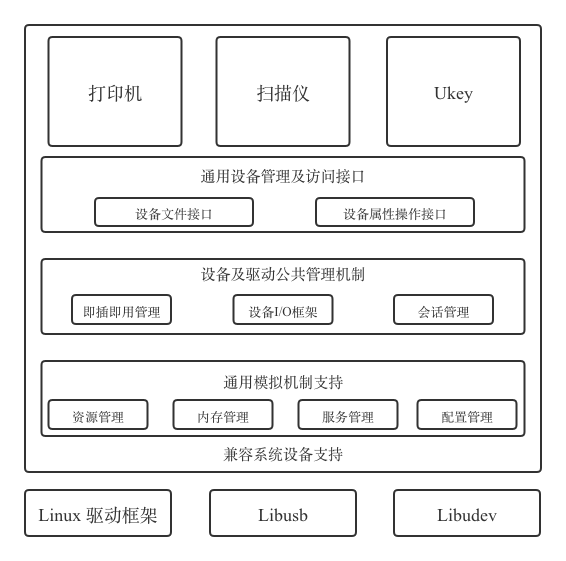 打印机
扫描仪
Ukey
通用设备管理及访问接口
设备文件接口
设备属性操作接口
设备及驱动公共管理机制
即插即用管理
设备I/O框架
会话管理
通用模拟机制支持
资源管理
内存管理
服务管理
配置管理
兼容系统设备支持
Linux 驱动框架
Libusb
Libudev